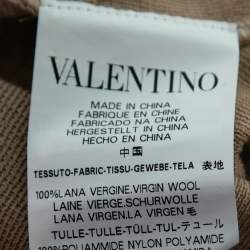 VALENTINO
MADE IN CHINA
FABRIQUE EN CHINE
FABRICADO NA CHINA
HERGESTELLT IN CHINA
HECHO EN CHINA
中国
TESSUTO-FABRIC-TISSU-GEWEBE-TELA 表地
100%LANA VERGINE.VIRGIN WOOL
LAINE VIERGE.SCHURWOLLE
LANA VIRGEN.LA VIRGEN 毛
TULLE-TULLE-TÜLL-TUL-テュール
100%POLIAMMIDE NYLON POLYAMIDE